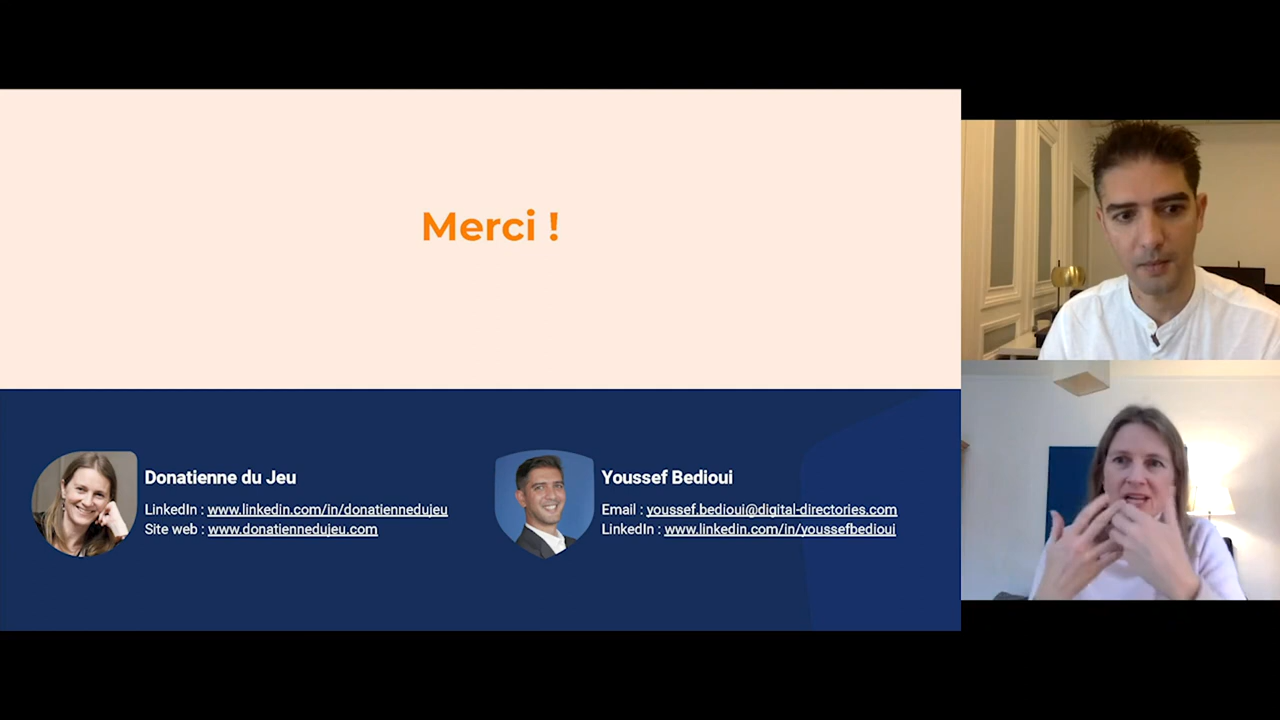 Merci !
Donatienne du Jeu
LinkedIn : www.linkedin.com/in/donatiennedujeu
Site web : www.donatiennedujeu.com
Youssef Bedioui
Email : youssef.bedioui@digital-directories.com
LinkedIn : www.linkedin.com/in/youssefbedioui